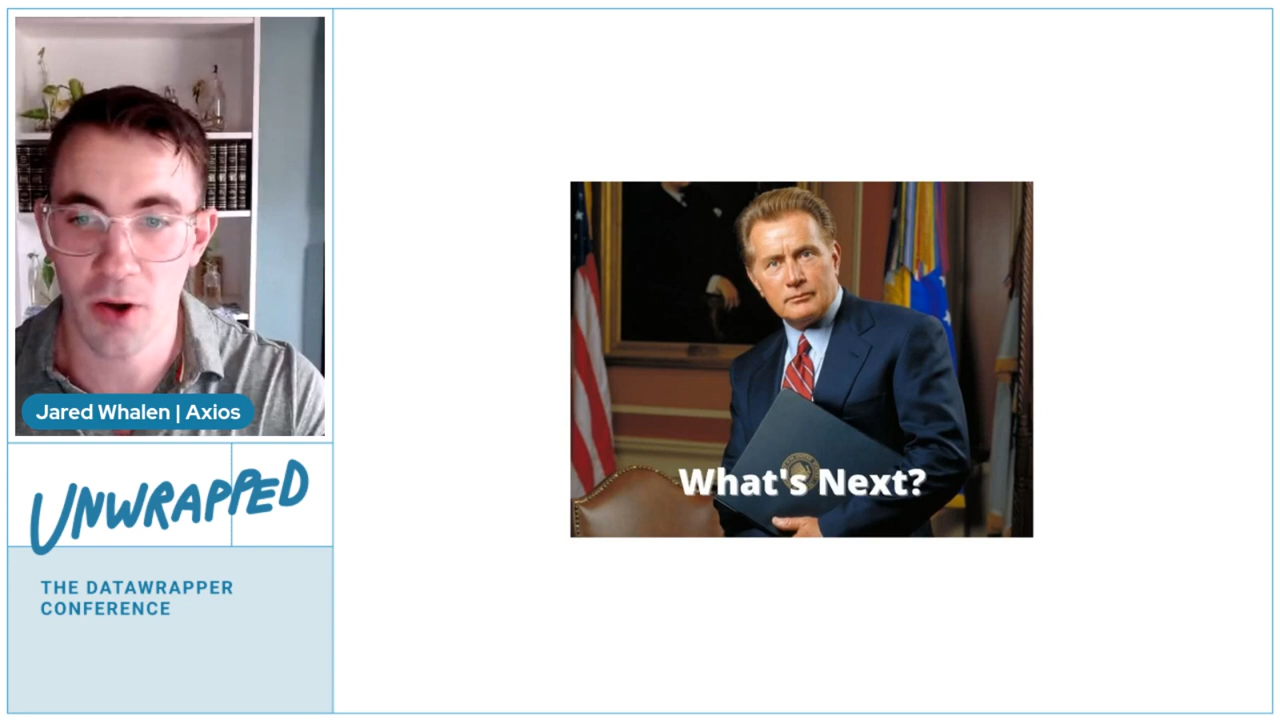 Jared Whalen | Axios
UNWRAPPED
THE DATAWRAPPER
CONFERENCE
What's Next?